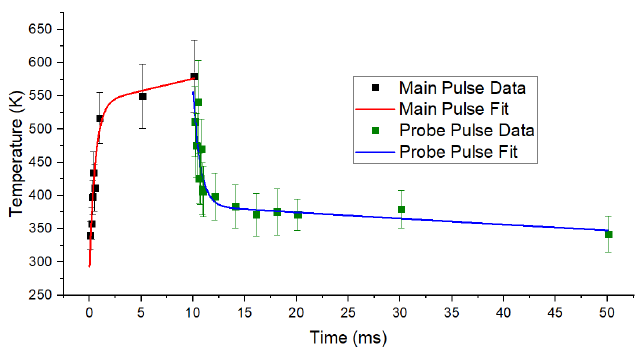 650
600
550
500
450
400
350
300
250
Temperature (K)
Main Pulse Data
Main Pulse Fit
Probe Pulse Data
Probe Pulse Fit
0 5 10 15 20 25 30 35 40 45 50
Time (ms)